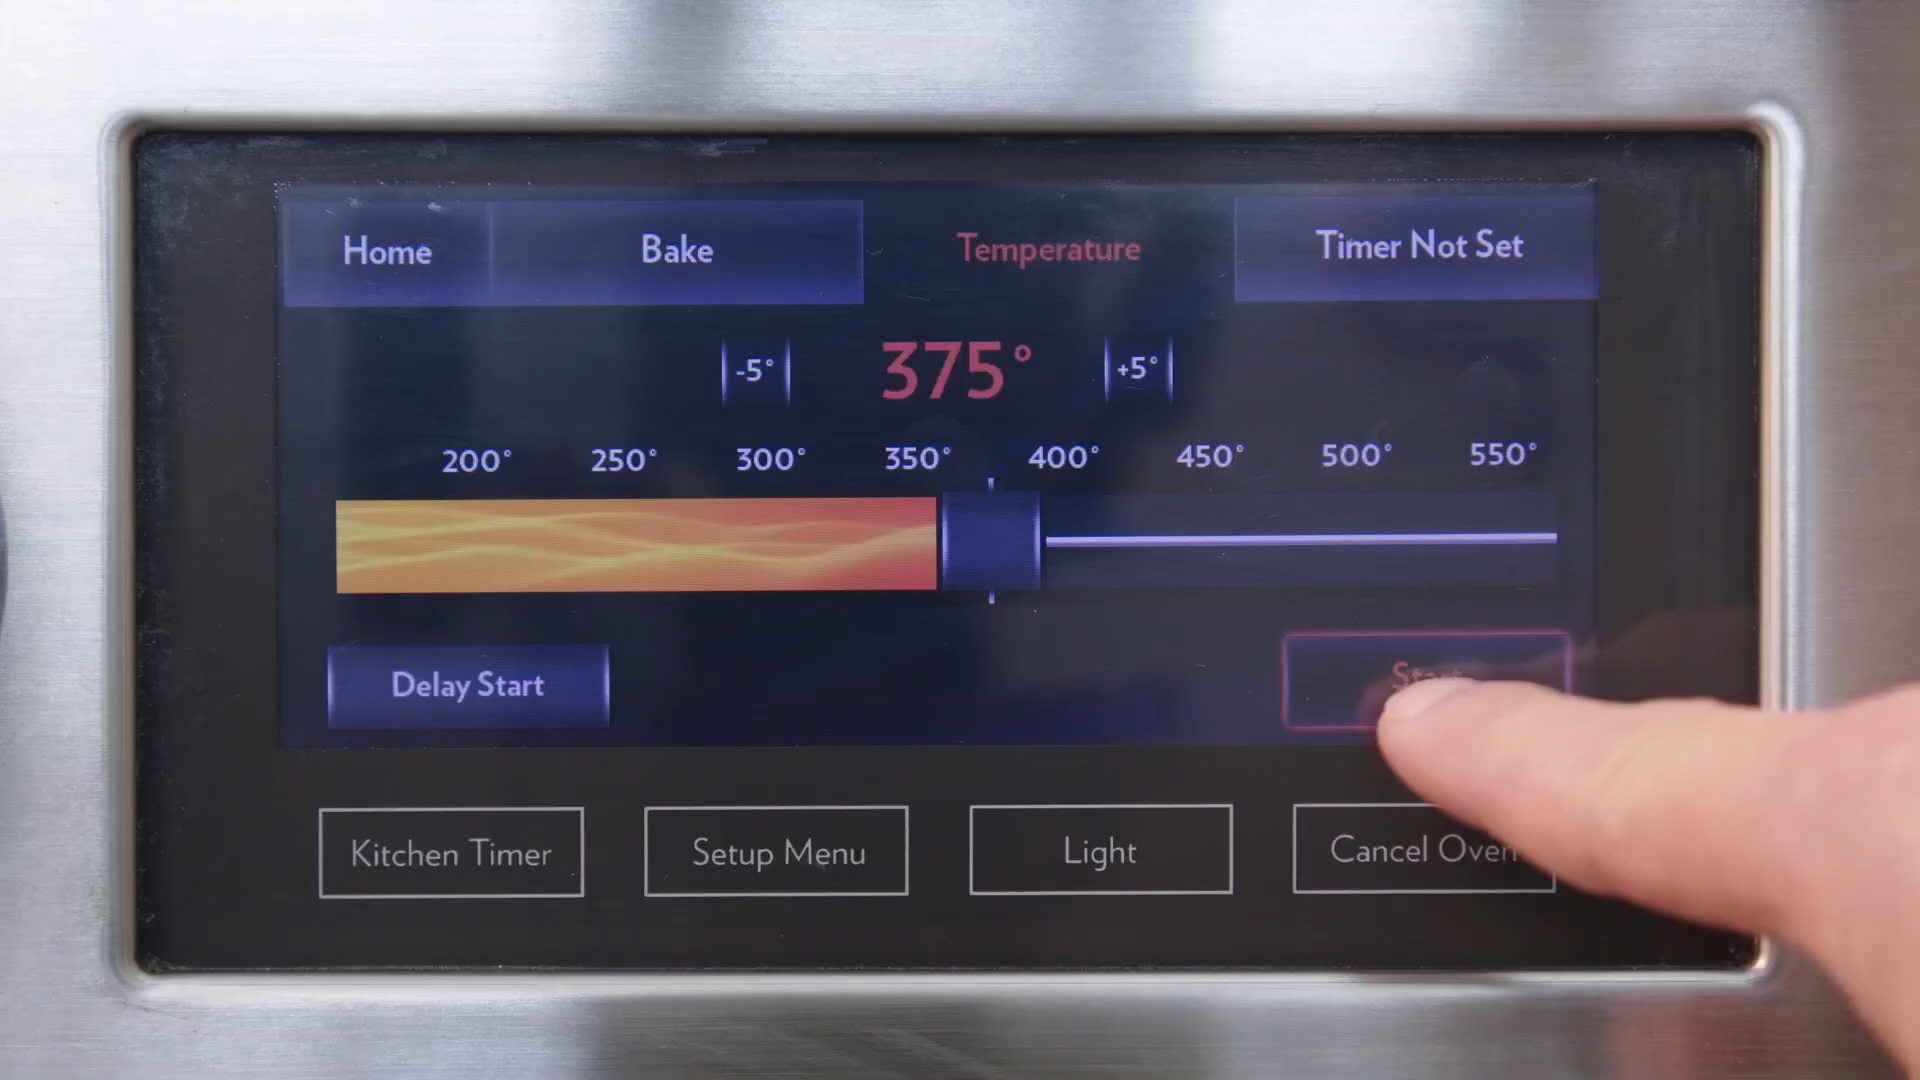 Home Bake Temperature Timer Not Set
-5° 375° +5°
200° 250° 300° 350° 400° 450° 500° 550°
Delay Start Start
Kitchen Timer Setup Menu Light Cancel Oven